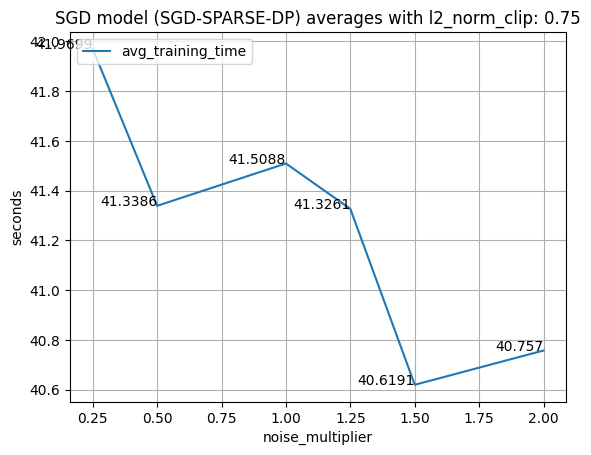 SGD model (SGD-SPARSE-DP) averages with l2_norm_clip: 0.75
avg_training_time
41.9699
41.3386
41.5088
41.3261
40.6191
40.757
seconds
42.0
41.8
41.6
41.4
41.2
41.0
40.8
40.6
0.25 0.50 0.75 1.00 1.25 1.50 1.75 2.00
noise_multiplier